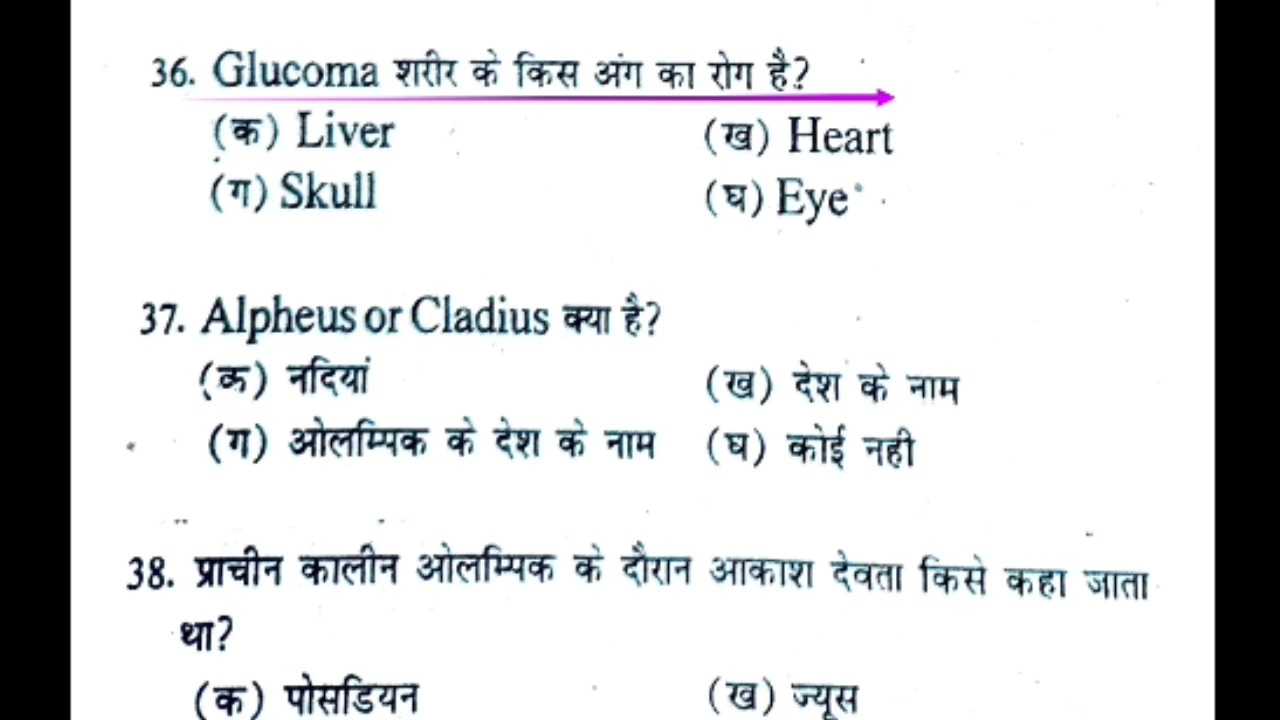 36. Glucoma शरीर के किस अंग का रोग है?
(क) Liver (ख) Heart
(ग) Skull (घ) Eye
37. Alpheus or Cladius क्या है?
(क) नदियां (ख) देश के नाम
(ग) ओलम्पिक के देश के नाम (घ) कोई नही
38. प्राचीन कालीन ओलम्पिक के दौरान आकाश देवता किसे कहा जाता
था?
(क) पोसडियन (ख) ज्यूस